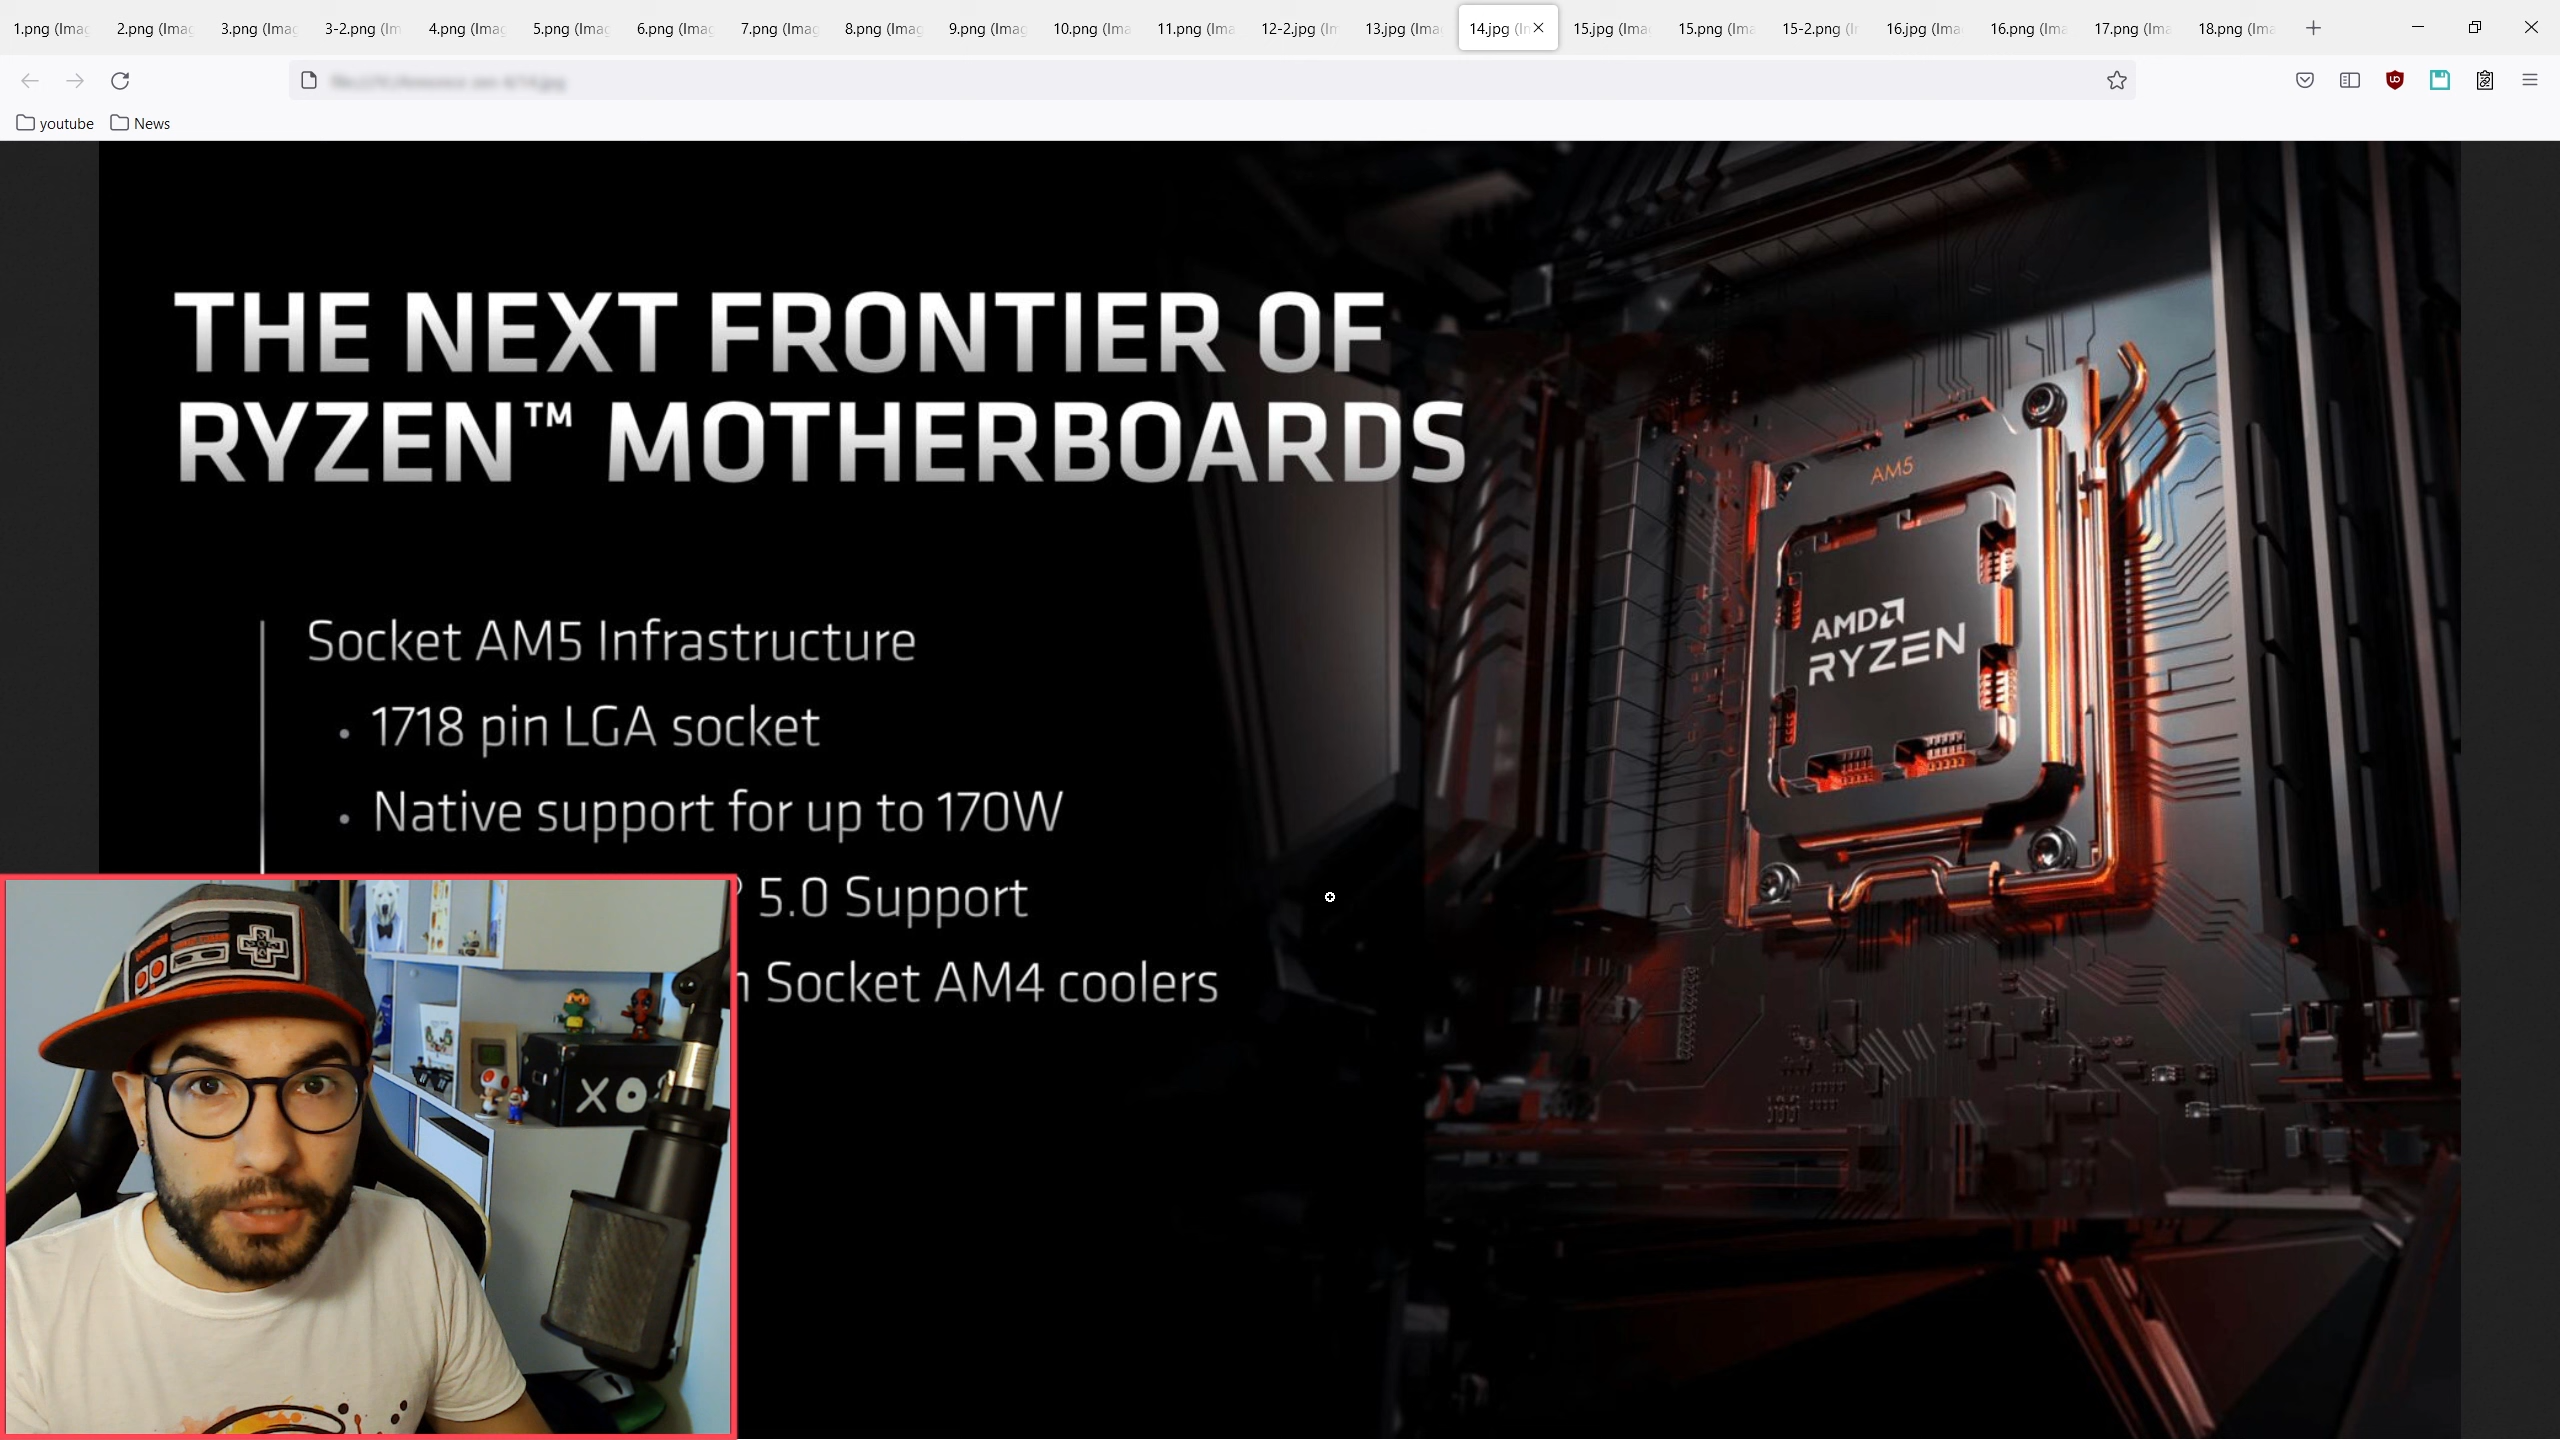 1.png (Imag 2.png (Imag 3.png (Imag 3-2.png (Im 4.png (Imag 5.png (Imag 6.png (Imag 7.png (Imag 8.png (Imag 9.png (Imag 10.png (Ima 11.png (Ima 12-2.jpg (Im 13.jpg (Ima 14.jpg (Im 15.jpg (Ima 15.png (Ima 15-2.png (Ir 16.jpg (Ima 16.png (Ima 17.png (Ima 18.png (Ima
youtube News
THE NEXT FRONTIER OF
RYZEN™ MOTHERBOARDS
AM5
AMD
RYZEN
Socket AM5 Infrastructure
• 1718 pin LGA socket
• Native support for up to 170W
5.0 Support
Socket AM4 coolers